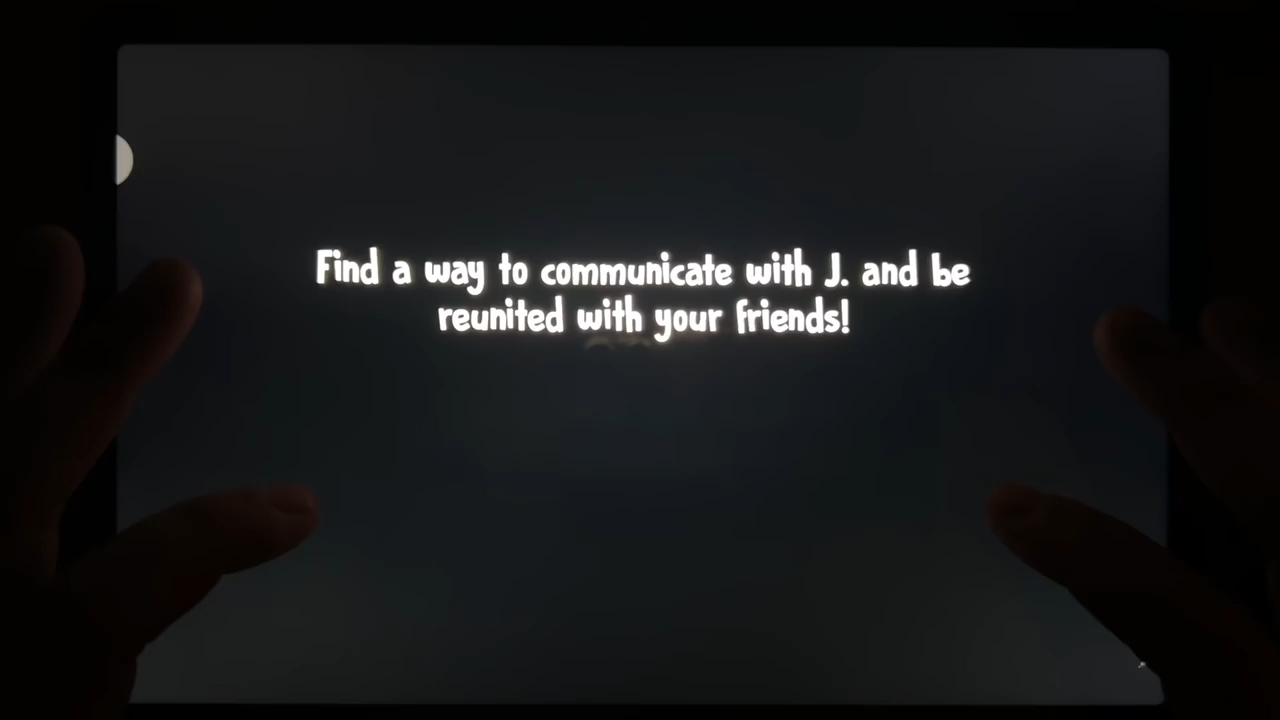 Find a way to communicate with J. and be
reunited with your friends!